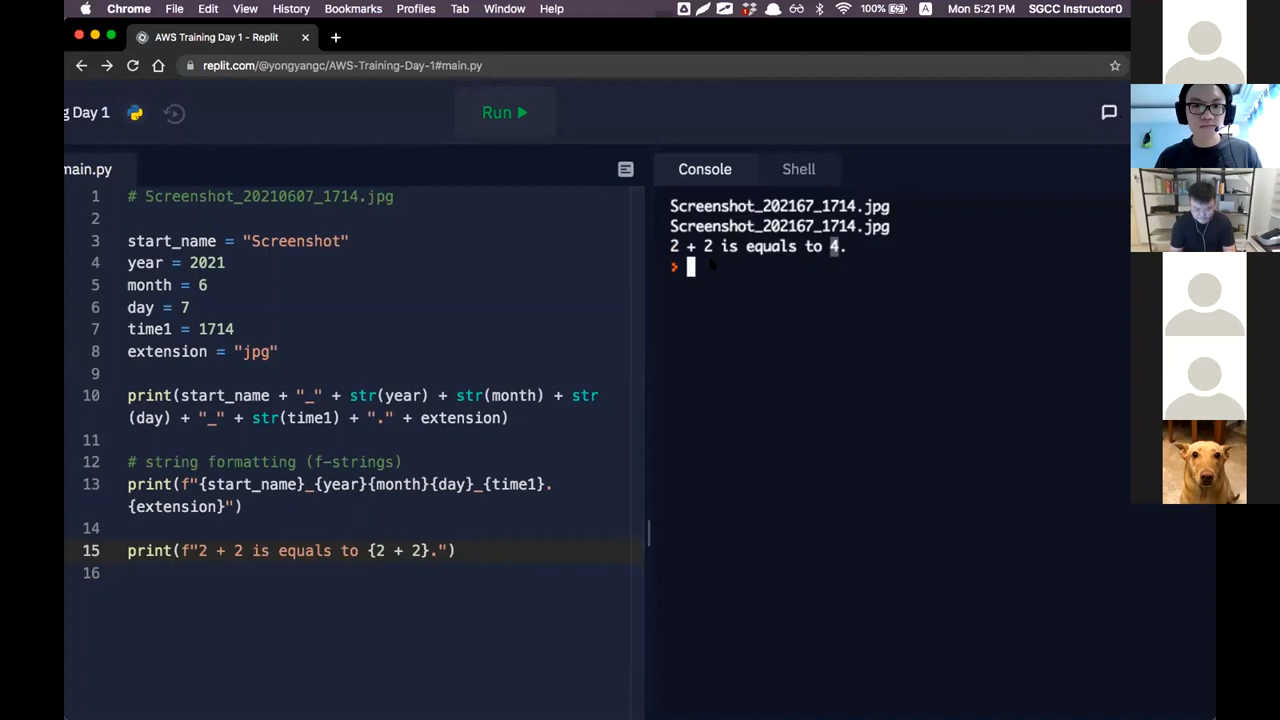 Chrome File Edit View History Bookmarks Profiles Tab Window Help 100% A Mon 5:21 PM SGCC Instructor0
AWS Training Day 1 - Replit
replit.com/@yongyangc/AWS-Training-Day-1#main.py
g Day 1 Run
main.py
Console Shell
1 # Screenshot_20210607_1714.jpg
2
3 start_name = "Screenshot"
4 year = 2021
5 month = 6
6 day = 7
7 time1 = 1714
8 extension = "jpg"
9
10 print(start_name + "_" + str(year) + str(month) + str
(day) + "_" + str(time1) + "." + extension)
11
12 # string formatting (f-strings)
13 print(f"{start_name}_{year}{month}{day}_{time1}.
{extension}")
14
15 print(f"2 + 2 is equals to {2 + 2}.")
16
Screenshot_202167_1714.jpg
Screenshot_202167_1714.jpg
2 + 2 is equals to 4.